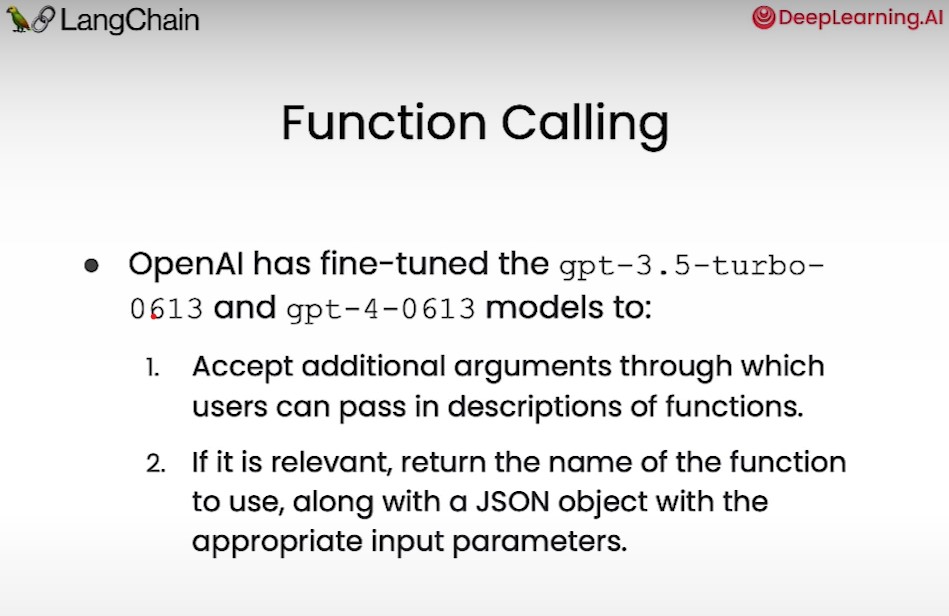 LangChain
DeepLearning.AI
Function Calling
● OpenAI has fine-tuned the gpt-3.5-turbo-
0613 and gpt-4-0613 models to:
1. Accept additional arguments through which
users can pass in descriptions of functions.
2. If it is relevant, return the name of the function
to use, along with a JSON object with the
appropriate input parameters.